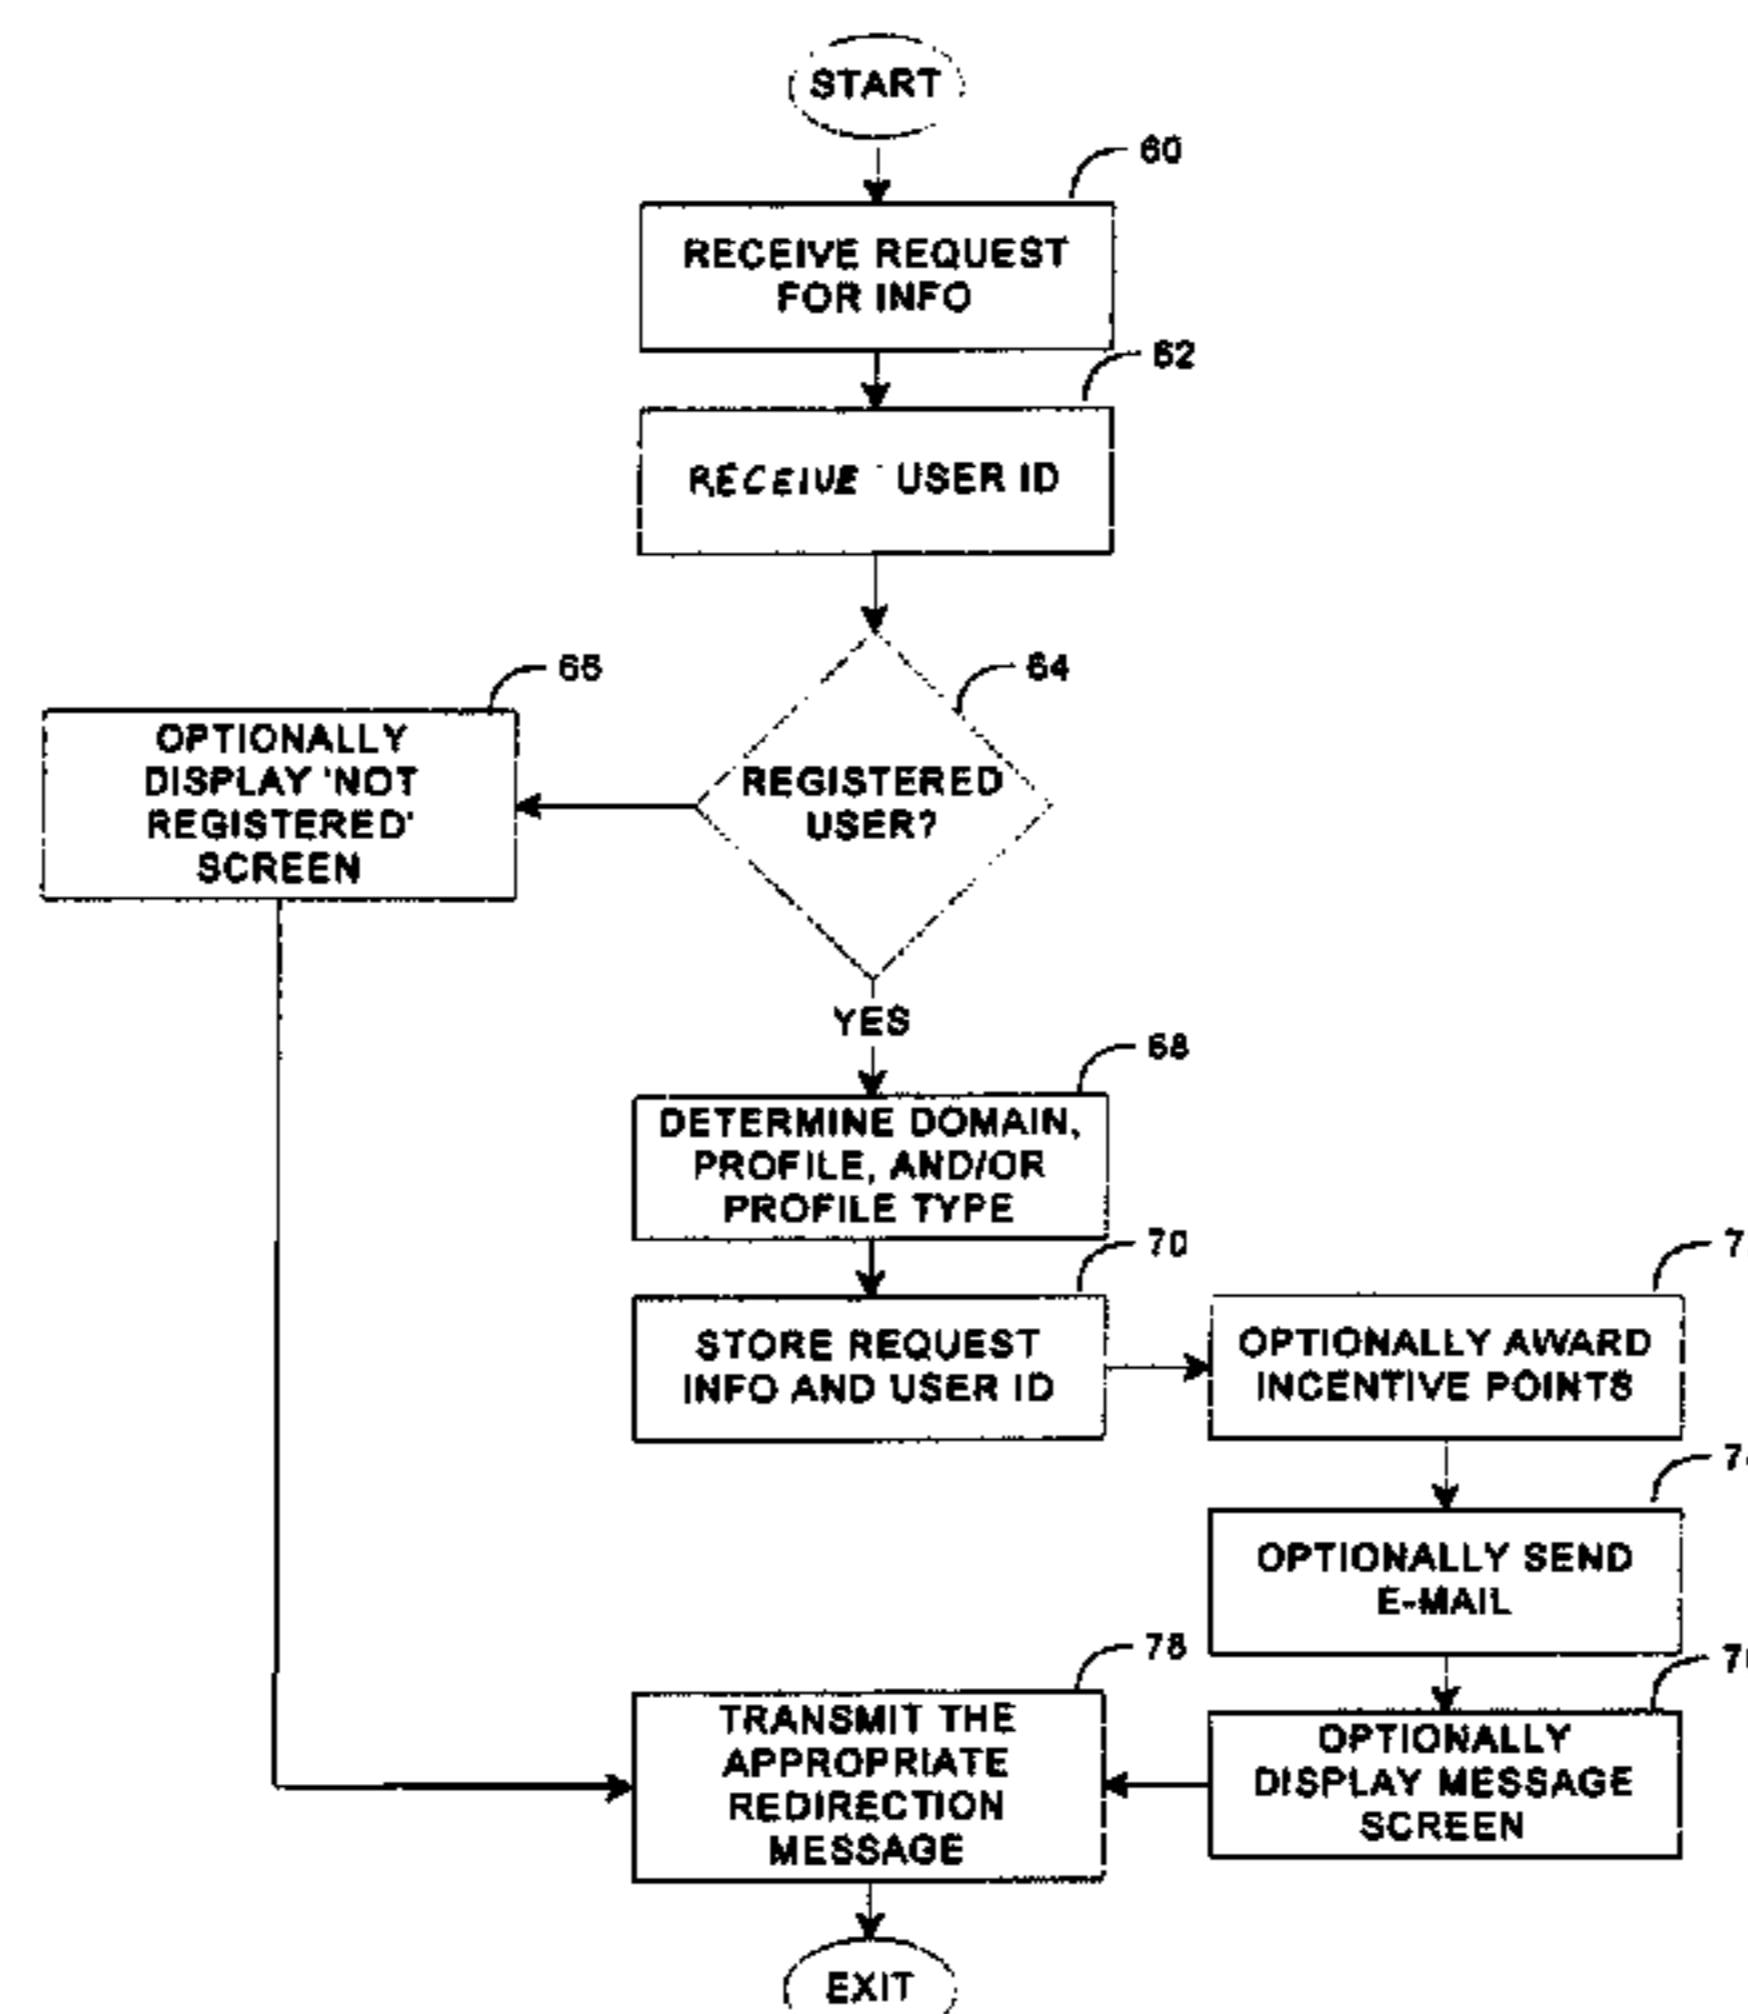 START
60
RECEIVE REQUEST
FOR INFO
62
RECEIVE USER ID
64
REGISTERED
USER?
66
OPTIONALLY
DISPLAY 'NOT
REGISTERED'
SCREEN
YES
68
DETERMINE DOMAIN,
PROFILE, AND/OR
PROFILE TYPE
70
STORE REQUEST
INFO AND USER ID
OPTIONALLY AWARD
INCENTIVE POINTS
OPTIONALLY SEND
E-MAIL
OPTIONALLY
DISPLAY MESSAGE
SCREEN
78
TRANSMIT THE
APPROPRIATE
REDIRECTION
MESSAGE
EXIT